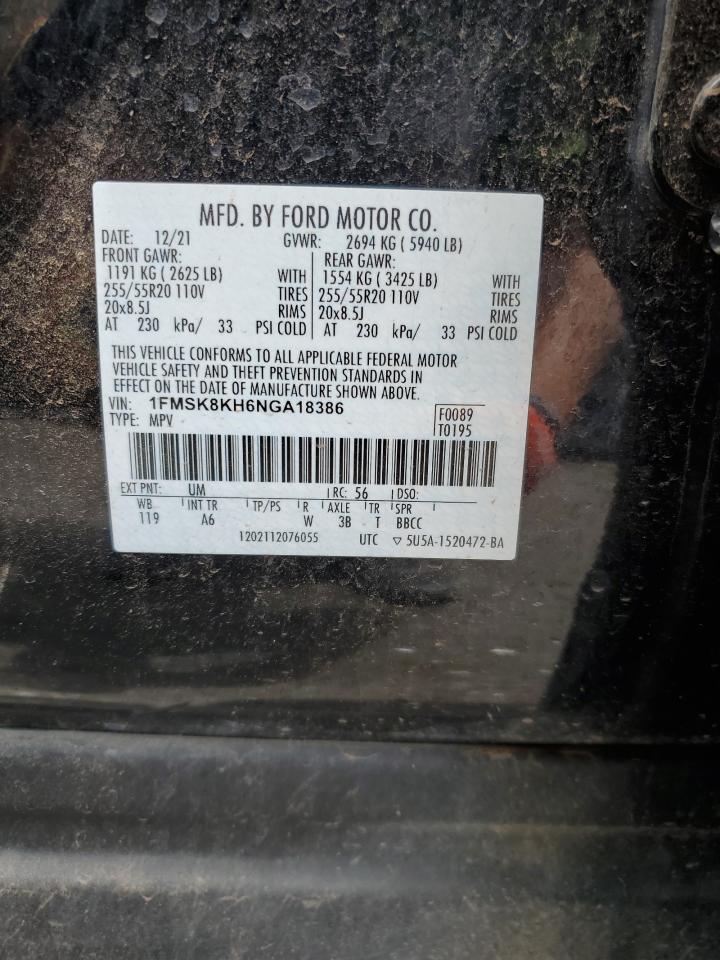 MFD. BY FORD MOTOR CO.
DATE: 12/21 GVWR: 2694 KG ( 5940 LB)
FRONT GAWR: REAR GAWR:
1191 KG ( 2625 LB) WITH 1554 KG ( 3425 LB) WITH
255/55R20 110V TIRES 255/55R20 110V TIRES
20x8.5J RIMS 20x8.5J RIMS
AT 230 kPa/ 33 PSI COLD AT 230 kPa/ 33 PSI COLD
THIS VEHICLE CONFORMS TO ALL APPLICABLE FEDERAL MOTOR
VEHICLE SAFETY AND THEFT PREVENTION STANDARDS IN
EFFECT ON THE DATE OF MANUFACTURE SHOWN ABOVE.
VIN: 1FMSK8KH6NGA18386 F0089
TYPE: MPV T0195
EXT PNT: UM RC: 56 DSO:
WB INT TR TP/PS R AXLE TR SPR
119 A6 W 3B T BBCC
1202112076055 UTC ▽ 5U5A-1520472-BA